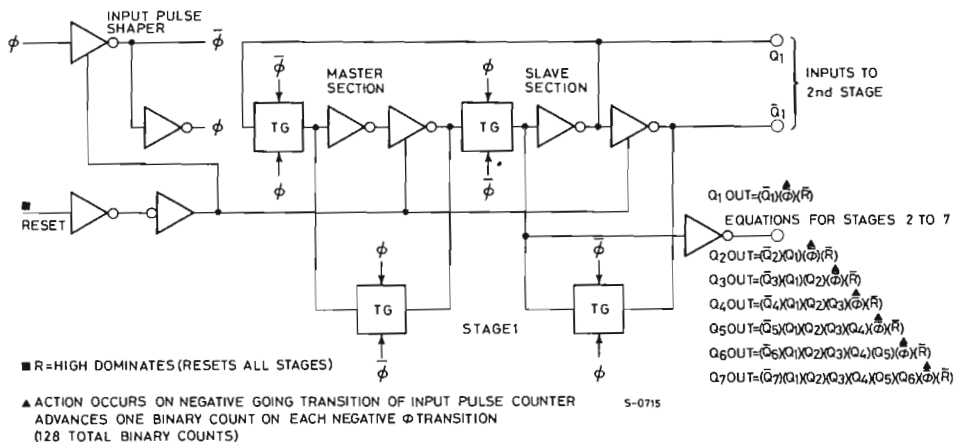 INPUT PULSE
SHAPER
ϕ
ϕ̅
ϕ
RESET
ϕ̅
TG
ϕ
MASTER
SECTION
ϕ
TG
ϕ̅
SLAVE
SECTION
Q1
Q̅1
INPUTS TO
2nd STAGE
ϕ
TG
ϕ̅
STAGE1
ϕ̅
TG
ϕ
Q1 OUT=(Q̅1)(ϕ̅▲)(R̅)
EQUATIONS FOR STAGES 2 TO 7
Q2OUT=(Q̅2)(Q1)(ϕ̅▲)(R̅)
Q3OUT=(Q̅3)(Q1)(Q2)(ϕ̅▲)(R̅)
Q4OUT=(Q̅4)(Q1)(Q2)(Q3)(ϕ̅▲)(R̅)
Q5OUT=(Q̅5)(Q1)(Q2)(Q3)(Q4)(ϕ̅▲)(R̅)
Q6OUT=(Q̅6)(Q1)(Q2)(Q3)(Q4)(Q5)(ϕ̅▲)(R̅)
Q7OUT=(Q̅7)(Q1)(Q2)(Q3)(Q4)(Q5)(Q6)(ϕ̅▲)(R̅)
■ R=HIGH DOMINATES (RESETS ALL STAGES)
▲ ACTION OCCURS ON NEGATIVE GOING TRANSITION OF INPUT PULSE COUNTER
ADVANCES ONE BINARY COUNT ON EACH NEGATIVE ϕ TRANSITION
(128 TOTAL BINARY COUNTS)
S-0715